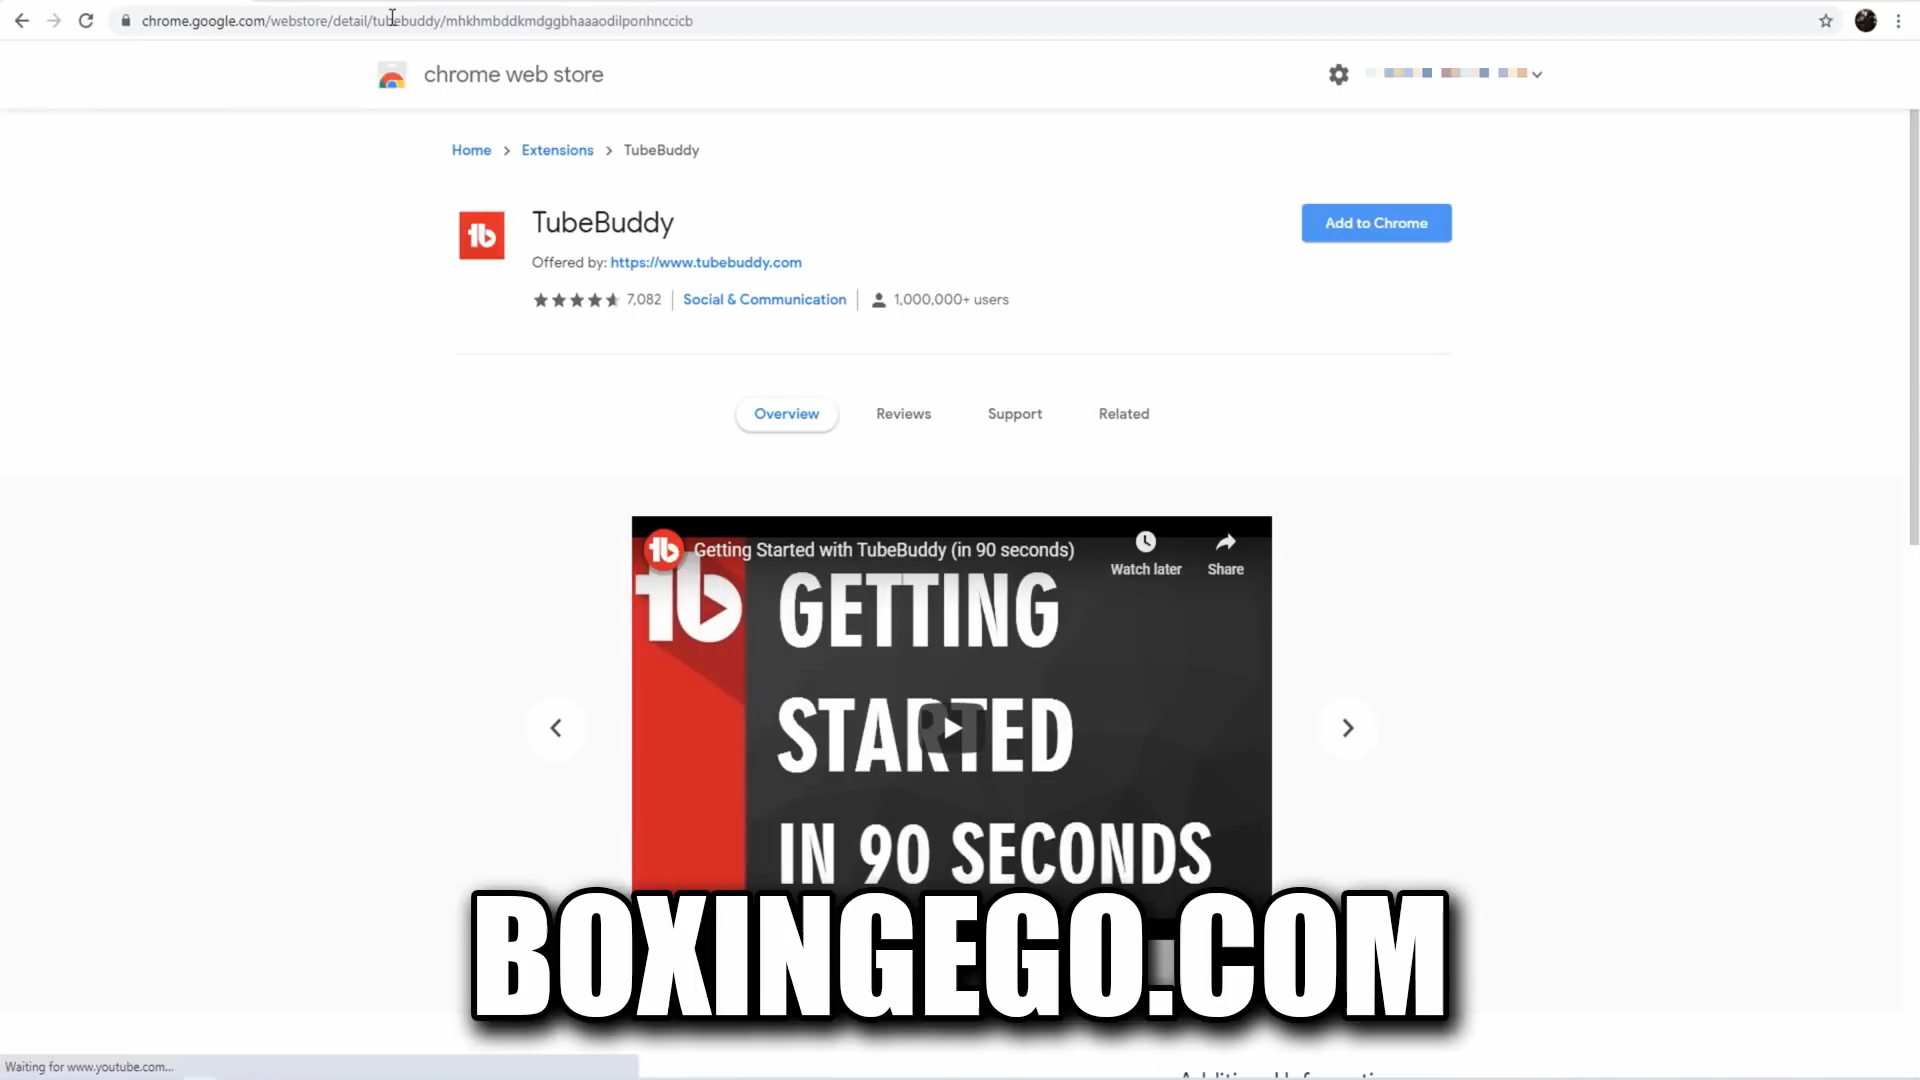 chrome.google.com/webstore/detail/tubebuddy/mhkhmbddkmdggbhaaaodilponhnccicb
chrome web store
Home > Extensions > TubeBuddy
TubeBuddy
Add to Chrome
Offered by: https://www.tubebuddy.com
7,082 | Social & Communication | 1,000,000+ users
Overview Reviews Support Related
Getting Started with TubeBuddy (in 90 seconds)
Watch later Share
GETTING
STARTED
IN 90 SECONDS
BOXINGEGO.COM
Waiting for www.youtube.com...